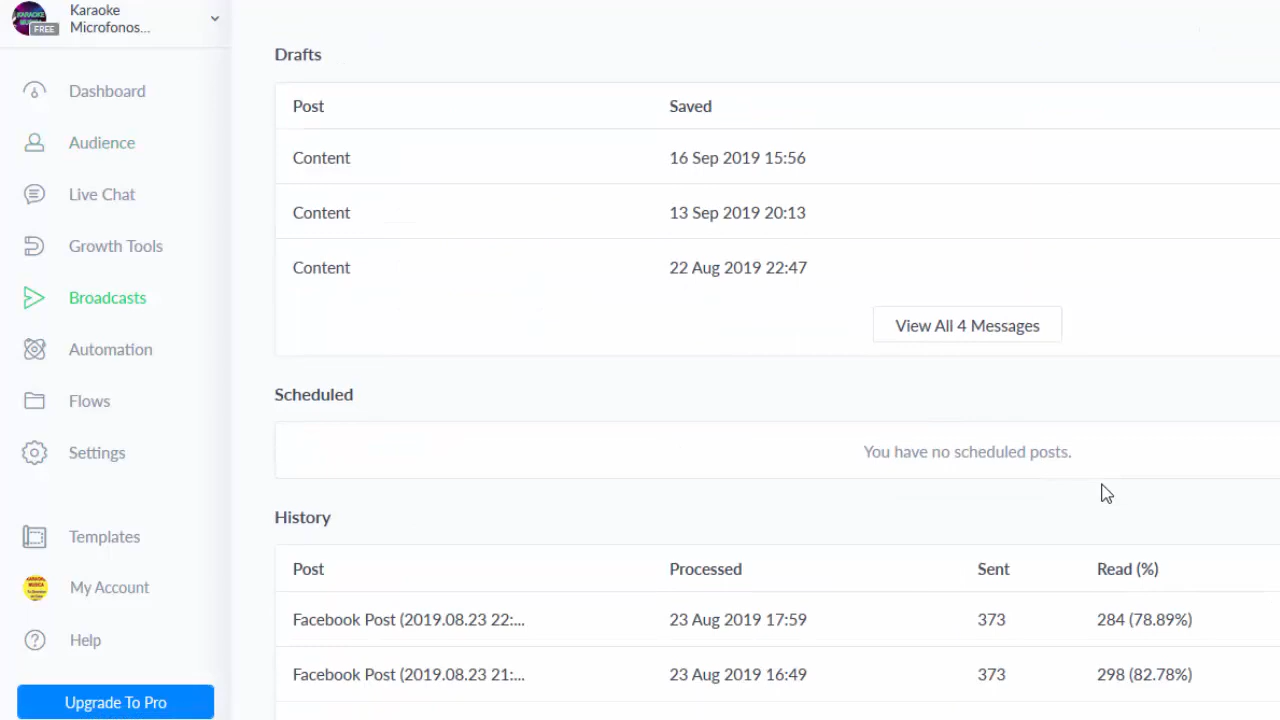 Karaoke
Microfonos...
FREE
Dashboard
Audience
Live Chat
Growth Tools
Broadcasts
Automation
Flows
Settings
Templates
My Account
Help
Upgrade To Pro
Drafts
Post Saved
Content 16 Sep 2019 15:56
Content 13 Sep 2019 20:13
Content 22 Aug 2019 22:47
View All 4 Messages
Scheduled
You have no scheduled posts.
History
Post Processed Sent Read (%)
Facebook Post (2019.08.23 22:... 23 Aug 2019 17:59 373 284 (78.89%)
Facebook Post (2019.08.23 21:... 23 Aug 2019 16:49 373 298 (82.78%)